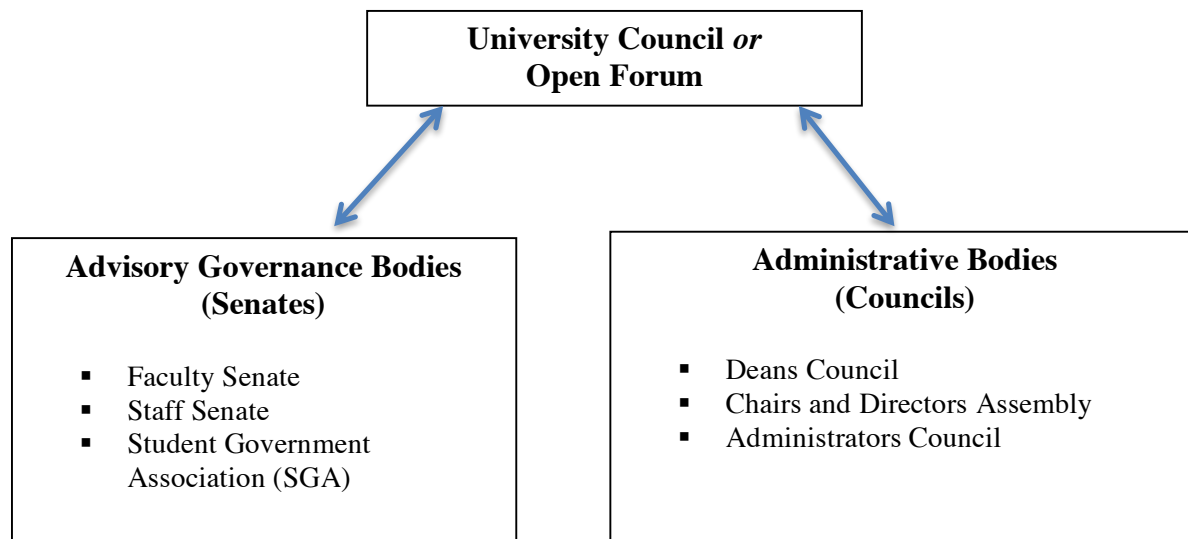 University Council or
Open Forum
Advisory Governance Bodies
(Senates)
▪ Faculty Senate
▪ Staff Senate
▪ Student Government
Association (SGA)
Administrative Bodies
(Councils)
▪ Deans Council
▪ Chairs and Directors Assembly
▪ Administrators Council